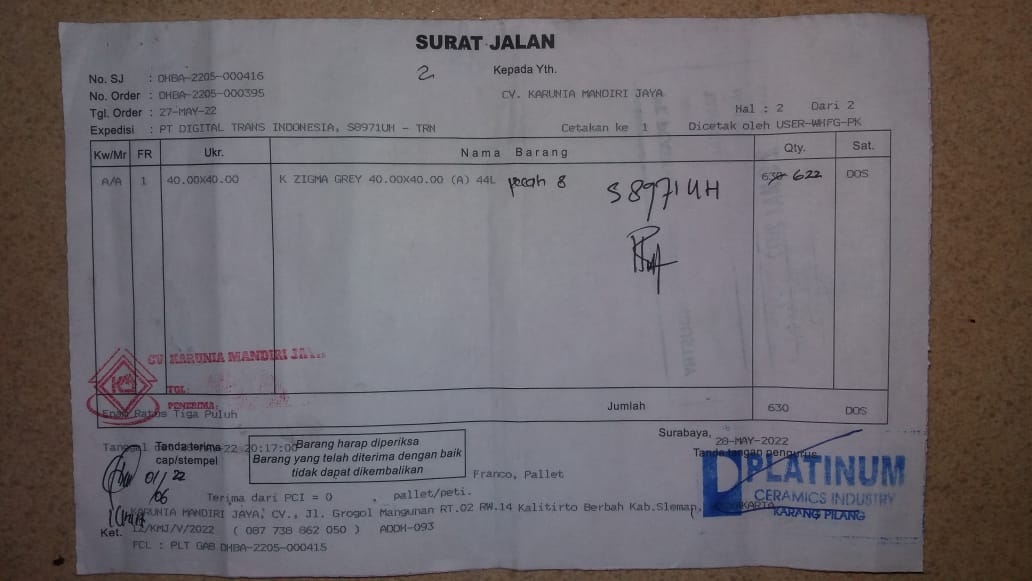 SURAT JALAN
2
Kepada Yth.
No. SJ : DHBA-2205-000416
No. Order : DHBA-2205-000395
CV. KARUNIA MANDIRI JAYA
Tgl. Order : 27-MAY-22
Hal : 2 Dari 2
Expedisi : PT DIGITAL TRANS INDONESIA, S8971UH - TRN
Cetakan ke 1 Dicetak oleh USER-WHFG-PK
Kw/Mr FR Ukr. Nama Barang Qty. Sat.
A/A 1 40.00X40.00 K ZIGMA GREY 40.00X40.00 (A) 44L pecah 8 630 622 DOS
S 8971 UH
CV KARUNIA MANDIRI JA
TGL:
PENERIMA:
Enam Ratus Tiga Puluh
Jumlah 630 DOS
Surabaya, 28-MAY-2022
Tanggal 22 20:17:00
Tanda terima
cap/stempel
Barang harap diperiksa
Barang yang telah diterima dengan baik
tidak dapat dikembalikan
Tanda tangan pengurus
01/22
/06
Franco, Pallet
PLATINUM
CERAMICS INDUSTRY
KARANG PILANG
Terima dari PCI = 0 , pallet/peti.
KARUNIA MANDIRI JAYA, CV., Jl. Grogol Mangunan RT.02 RW.14 Kalitirto Berbah Kab.Sleman, YOGYAKARTA
Ket. 12/KMJ/V/2022 ( 087 738 862 050 ) ADDH-093
FCL : PLT GAB DHBA-2205-000415